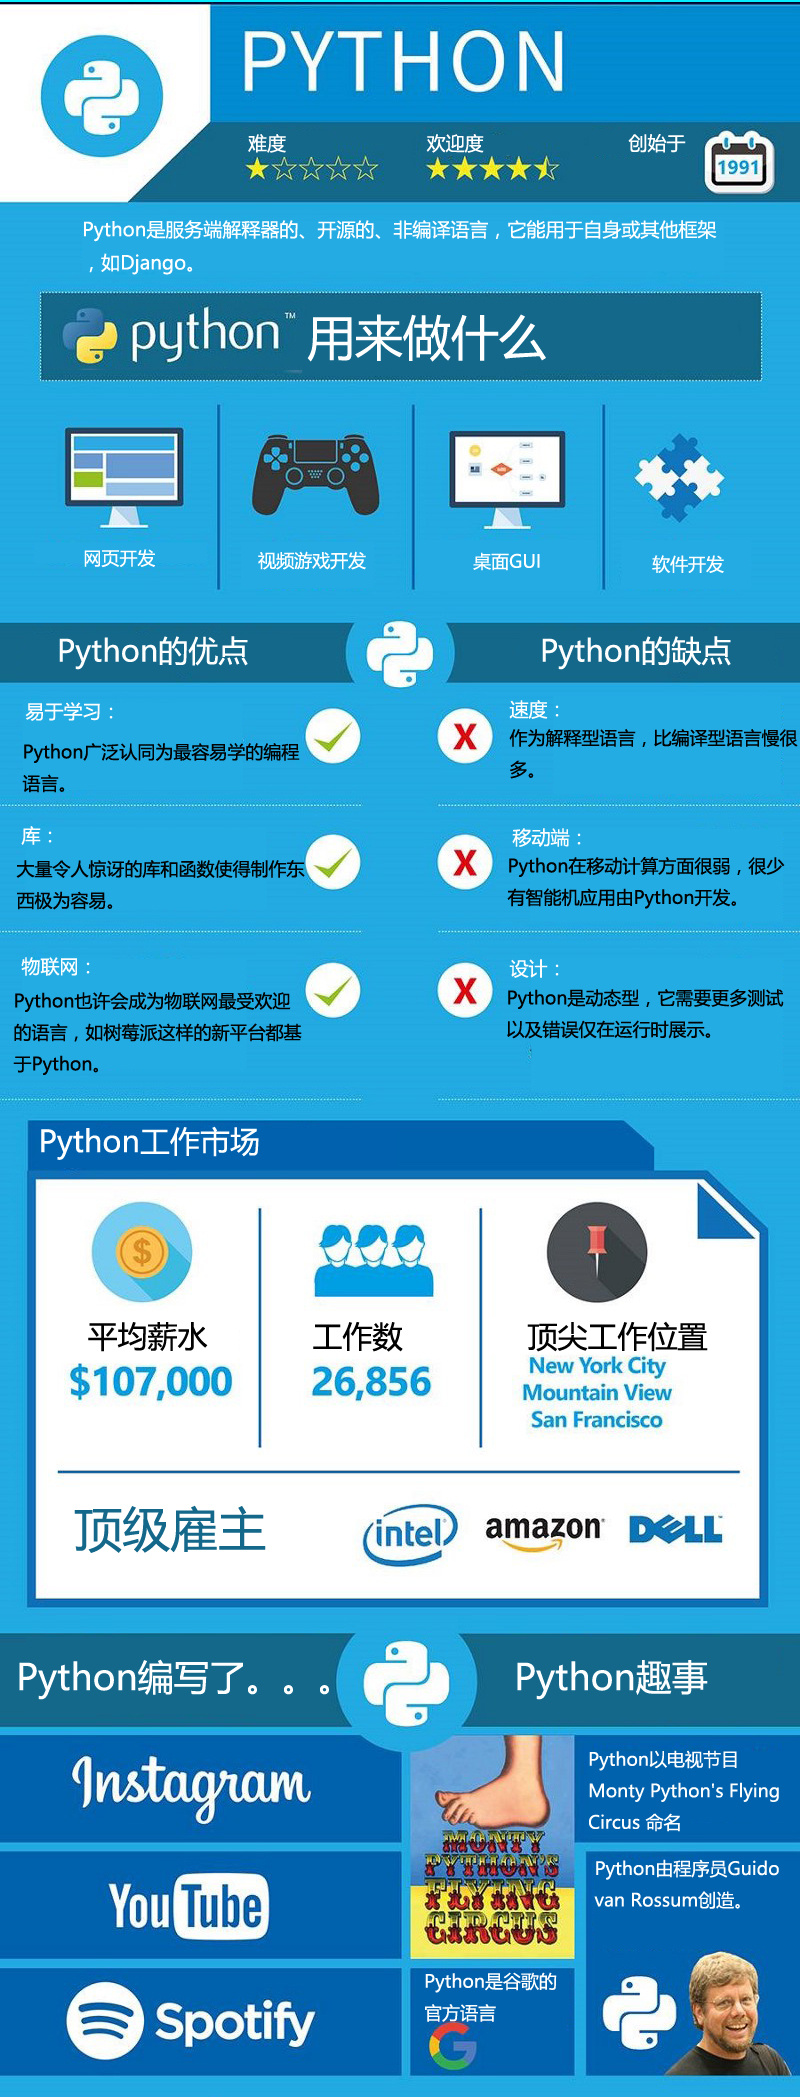 PYTHON
难度
欢迎度
创始于
1991
Python是服务端解释器的、开源的、非编译语言，它能用于自身或其他框架
，如Django。
python™ 用来做什么
网页开发
视频游戏开发
桌面GUI
软件开发
Python的优点
Python的缺点
易于学习：
Python广泛认同为最容易学的编程
语言。
速度：
作为解释型语言，比编译型语言慢很
多。
库：
大量令人惊讶的库和函数使得制作东
西极为容易。
移动端：
Python在移动计算方面很弱，很少
有智能机应用由Python开发。
物联网：
Python也许会成为物联网最受欢迎
的语言，如树莓派这样的新平台都基
于Python。
设计：
Python是动态型，它需要更多测试
以及错误仅在运行时展示。
Python工作市场
平均薪水
$107,000
工作数
26,856
顶尖工作位置
New York City
Mountain View
San Francisco
顶级雇主
intel
amazon
DELL
Python编写了。。。
Python趣事
Instagram
YouTube
Spotify
MONTY
PYTHON'S
FLYING
CIRCUS
Python以电视节目
Monty Python's Flying
Circus 命名
Python由程序员Guido
van Rossum创造。
Python是谷歌的
官方语言